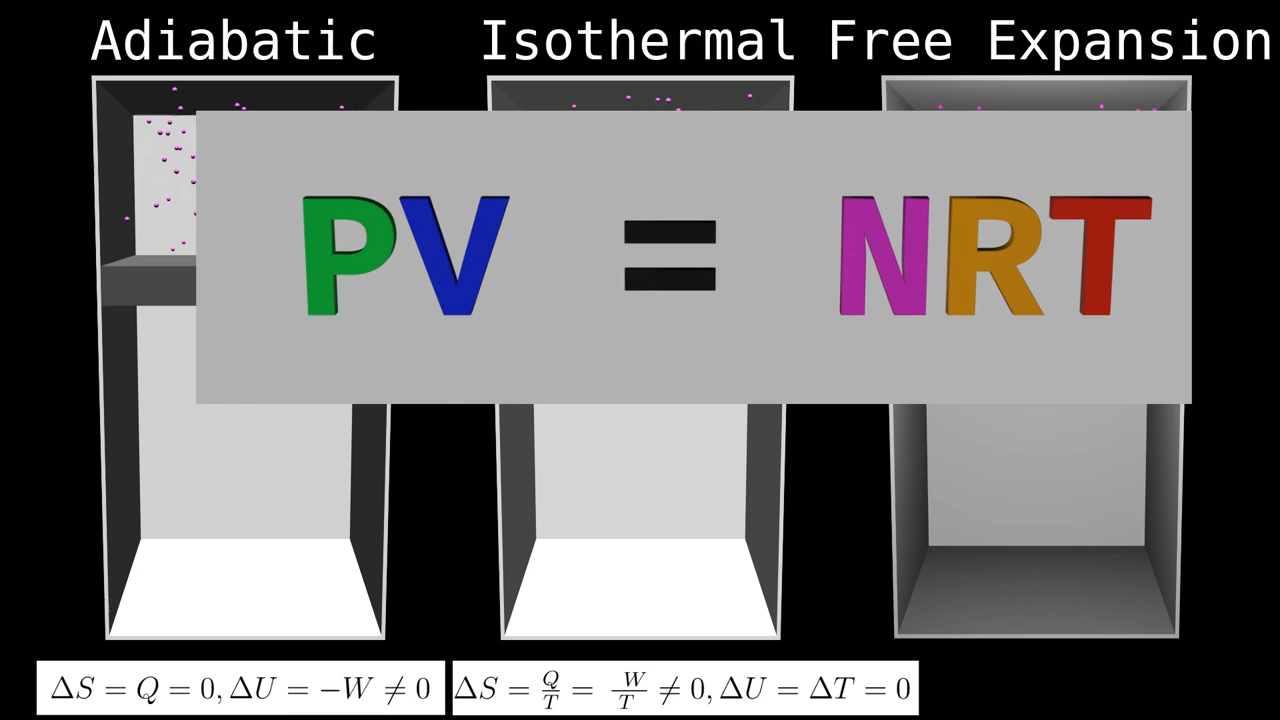 Adiabatic Isothermal Free Expansion
PV = NRT
ΔS = Q = 0, ΔU = −W ≠ 0
ΔS = Q/T = W/T ≠ 0, ΔU = ΔT = 0